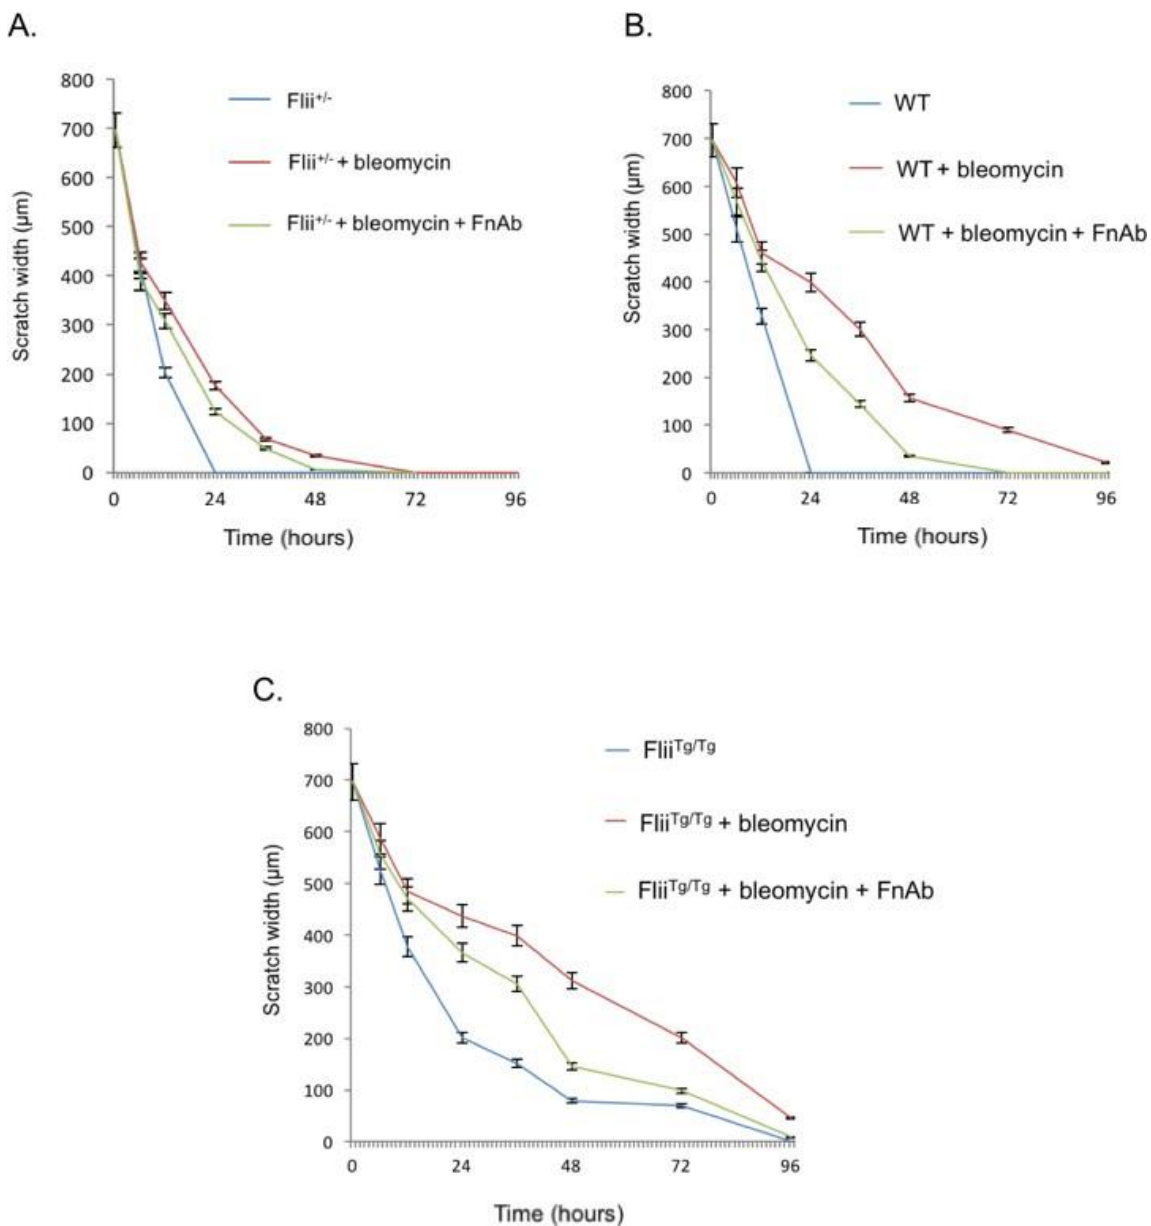 A.
800
700
600
500
400
300
200
100
0
Scratch width (µm)
Flii+/-
Flii+/- + bleomycin
Flii+/- + bleomycin + FnAb
0 24 48 72 96
Time (hours)
B.
800
700
600
500
400
300
200
100
0
Scratch width (µm)
WT
WT + bleomycin
WT + bleomycin + FnAb
0 24 48 72 96
Time (hours)
C.
800
700
600
500
400
300
200
100
0
Scratch width (µm)
FliiTg/Tg
FliiTg/Tg + bleomycin
FliiTg/Tg + bleomycin + FnAb
0 24 48 72 96
Time (hours)